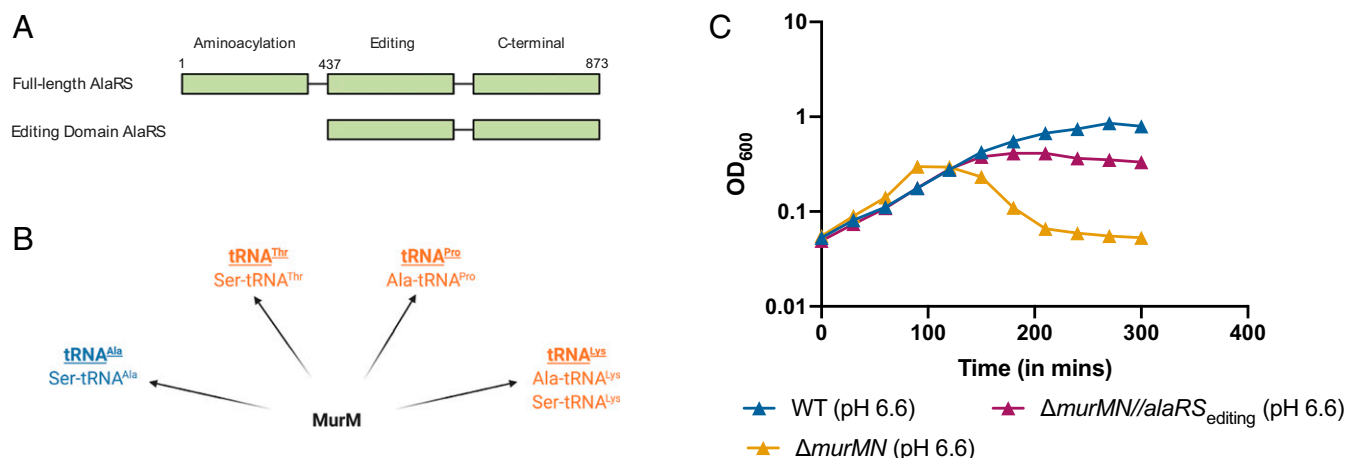 A
Aminoacylation Editing C-terminal
1 437 873
Full-length AlaRS
Editing Domain AlaRS
B
tRNAᵀʰʳ tRNAᴾʳᵒ
Ser-tRNAᵀʰʳ Ala-tRNAᴾʳᵒ
tRNAᴬˡᵃ tRNAᴸʸˢ
Ser-tRNAᴬˡᵃ Ala-tRNAᴸʸˢ
Ser-tRNAᴸʸˢ
MurM
C
OD₆₀₀
1
0.1
0.01
0 100 200 300 400
Time (in mins)
WT (pH 6.6) ΔmurMN//alaRSediting (pH 6.6)
ΔmurMN (pH 6.6)